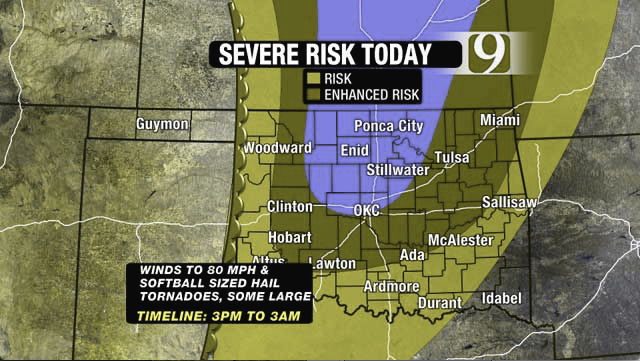 SEVERE RISK TODAY
9
RISK
ENHANCED RISK
Guymon
Ponca City
Miami
Woodward
Enid
Tulsa
Stillwater
Clinton
OKC
Sallisaw
Hobart
McAlester
Altus
Lawton
Ada
WINDS TO 80 MPH &
SOFTBALL SIZED HAIL
TORNADOES, SOME LARGE
TIMELINE: 3PM TO 3AM
Ardmore
Durant
Idabel